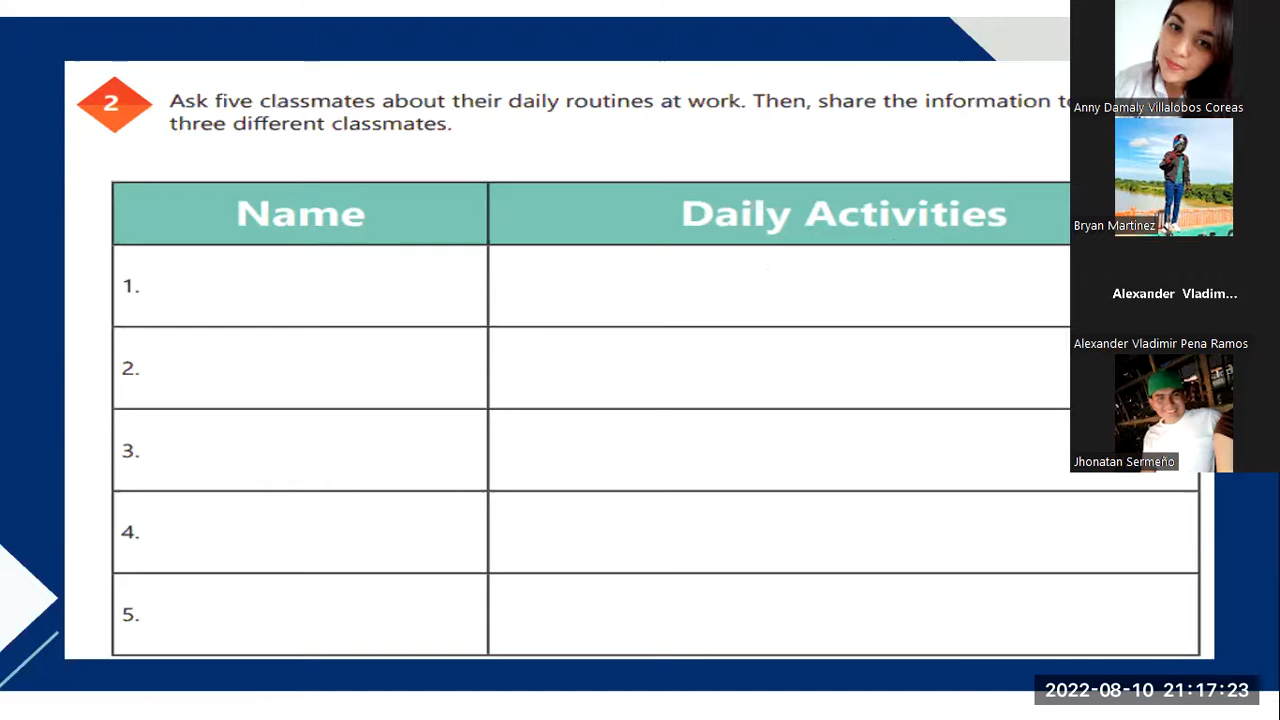 2
Ask five classmates about their daily routines at work. Then, share the information
three different classmates.
Name
Daily Activities
1.
2.
3.
4.
5.
Anny Damaly Villalobos Coreas
Bryan Martinez
Alexander Vladim...
Alexander Vladimir Pena Ramos
Jhonatan Sermeño
2022-08-10 21:17:23